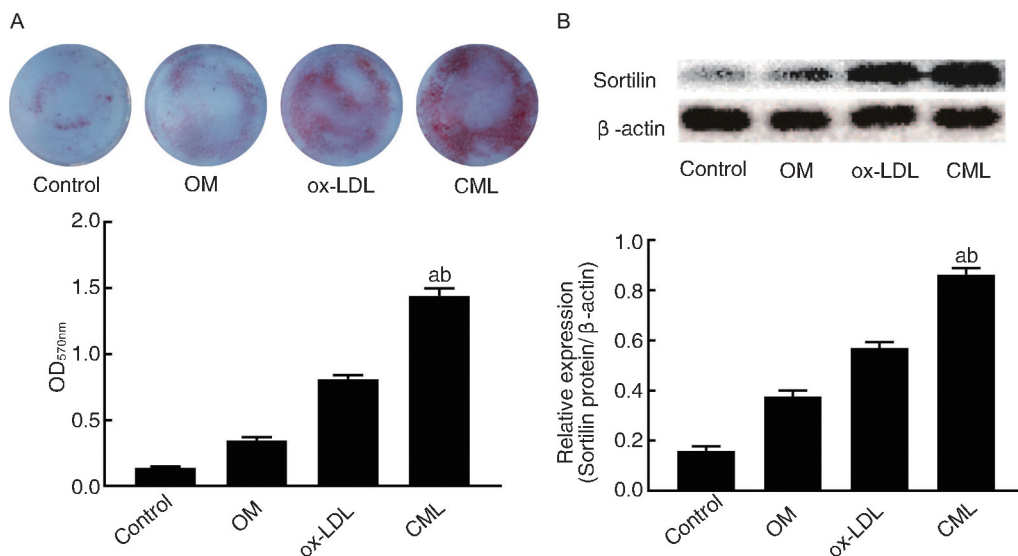 A
Control OM ox-LDL CML
2.0
1.5
1.0
0.5
0.0
OD570nm
ab
Control OM ox-LDL CML
B
Sortilin
β-actin
Control OM ox-LDL CML
1.0
0.8
0.6
0.4
0.2
0.0
Relative expression
(Sortilin protein/β-actin)
ab
Control OM ox-LDL CML